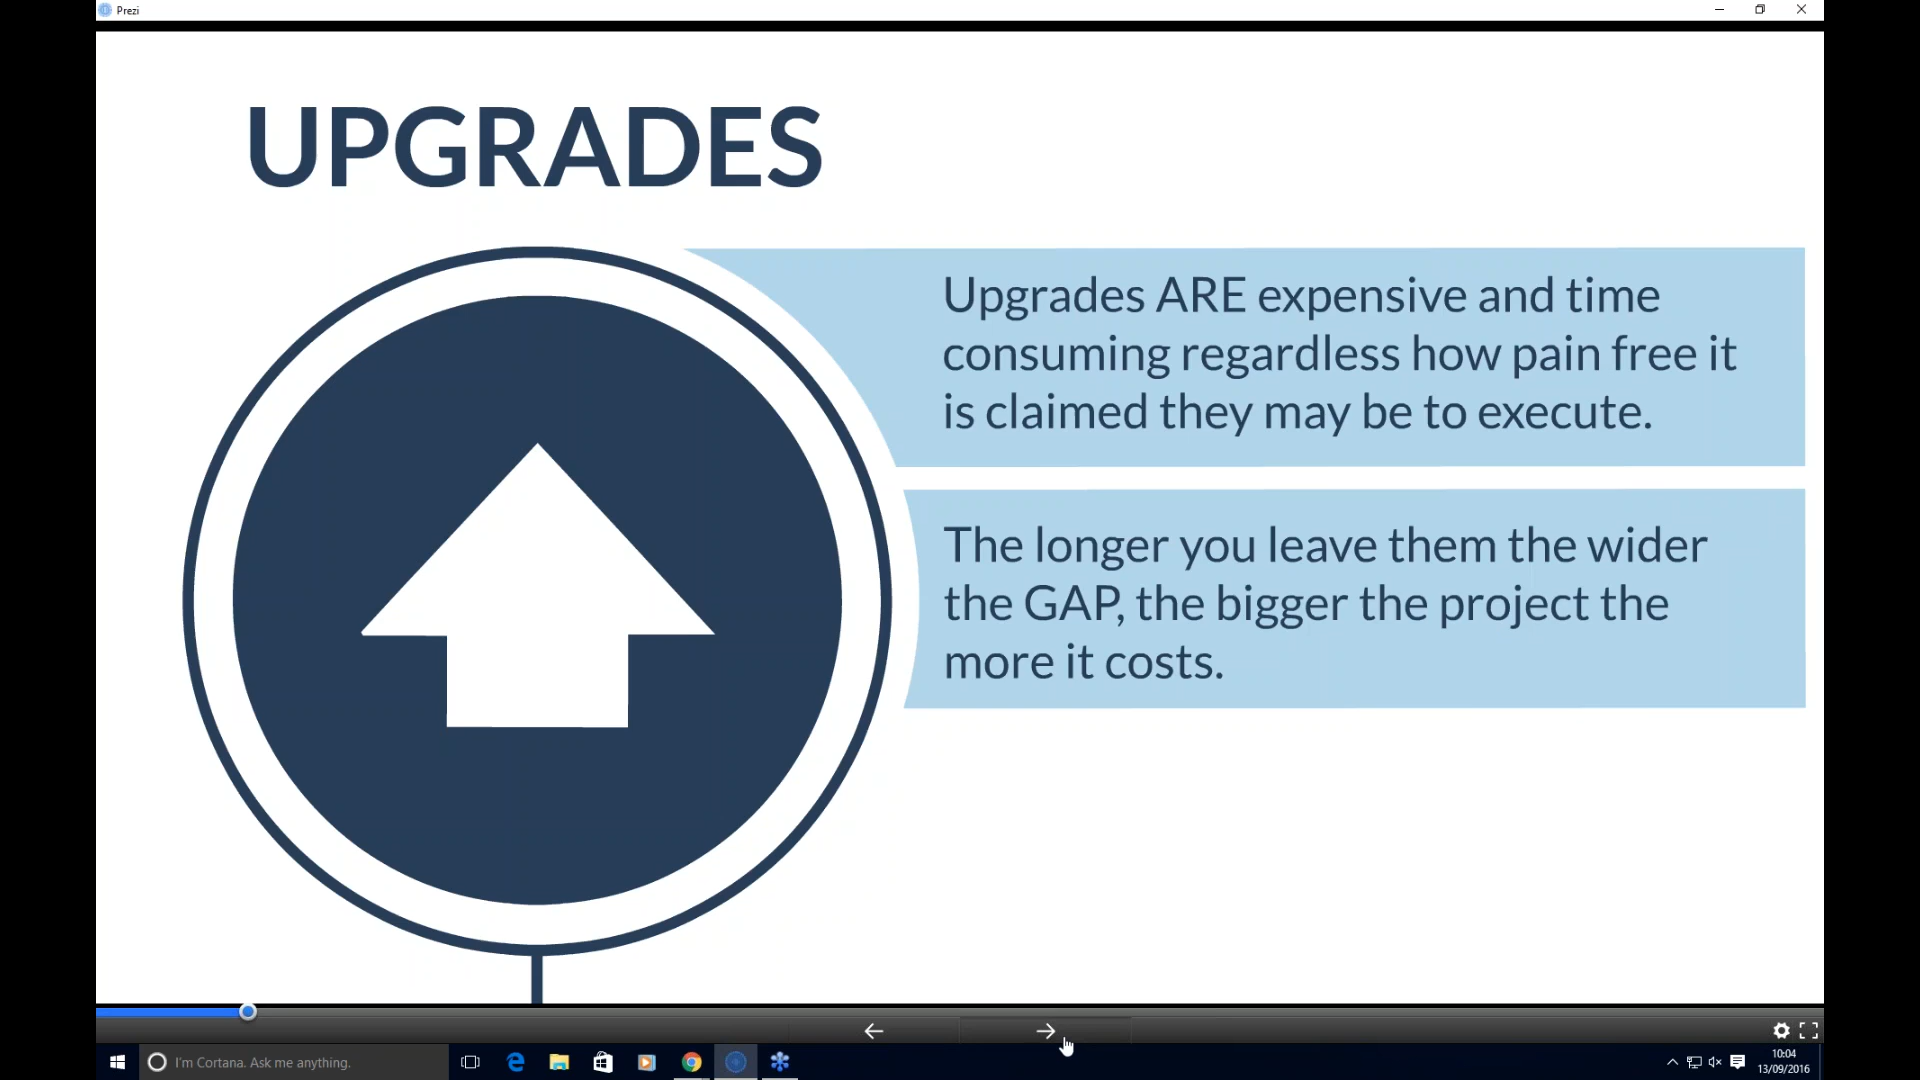 Prezi
UPGRADES
Upgrades ARE expensive and time
consuming regardless how pain free it
is claimed they may be to execute.
The longer you leave them the wider
the GAP, the bigger the project the
more it costs.
I'm Cortana. Ask me anything.
10:04
13/09/2016